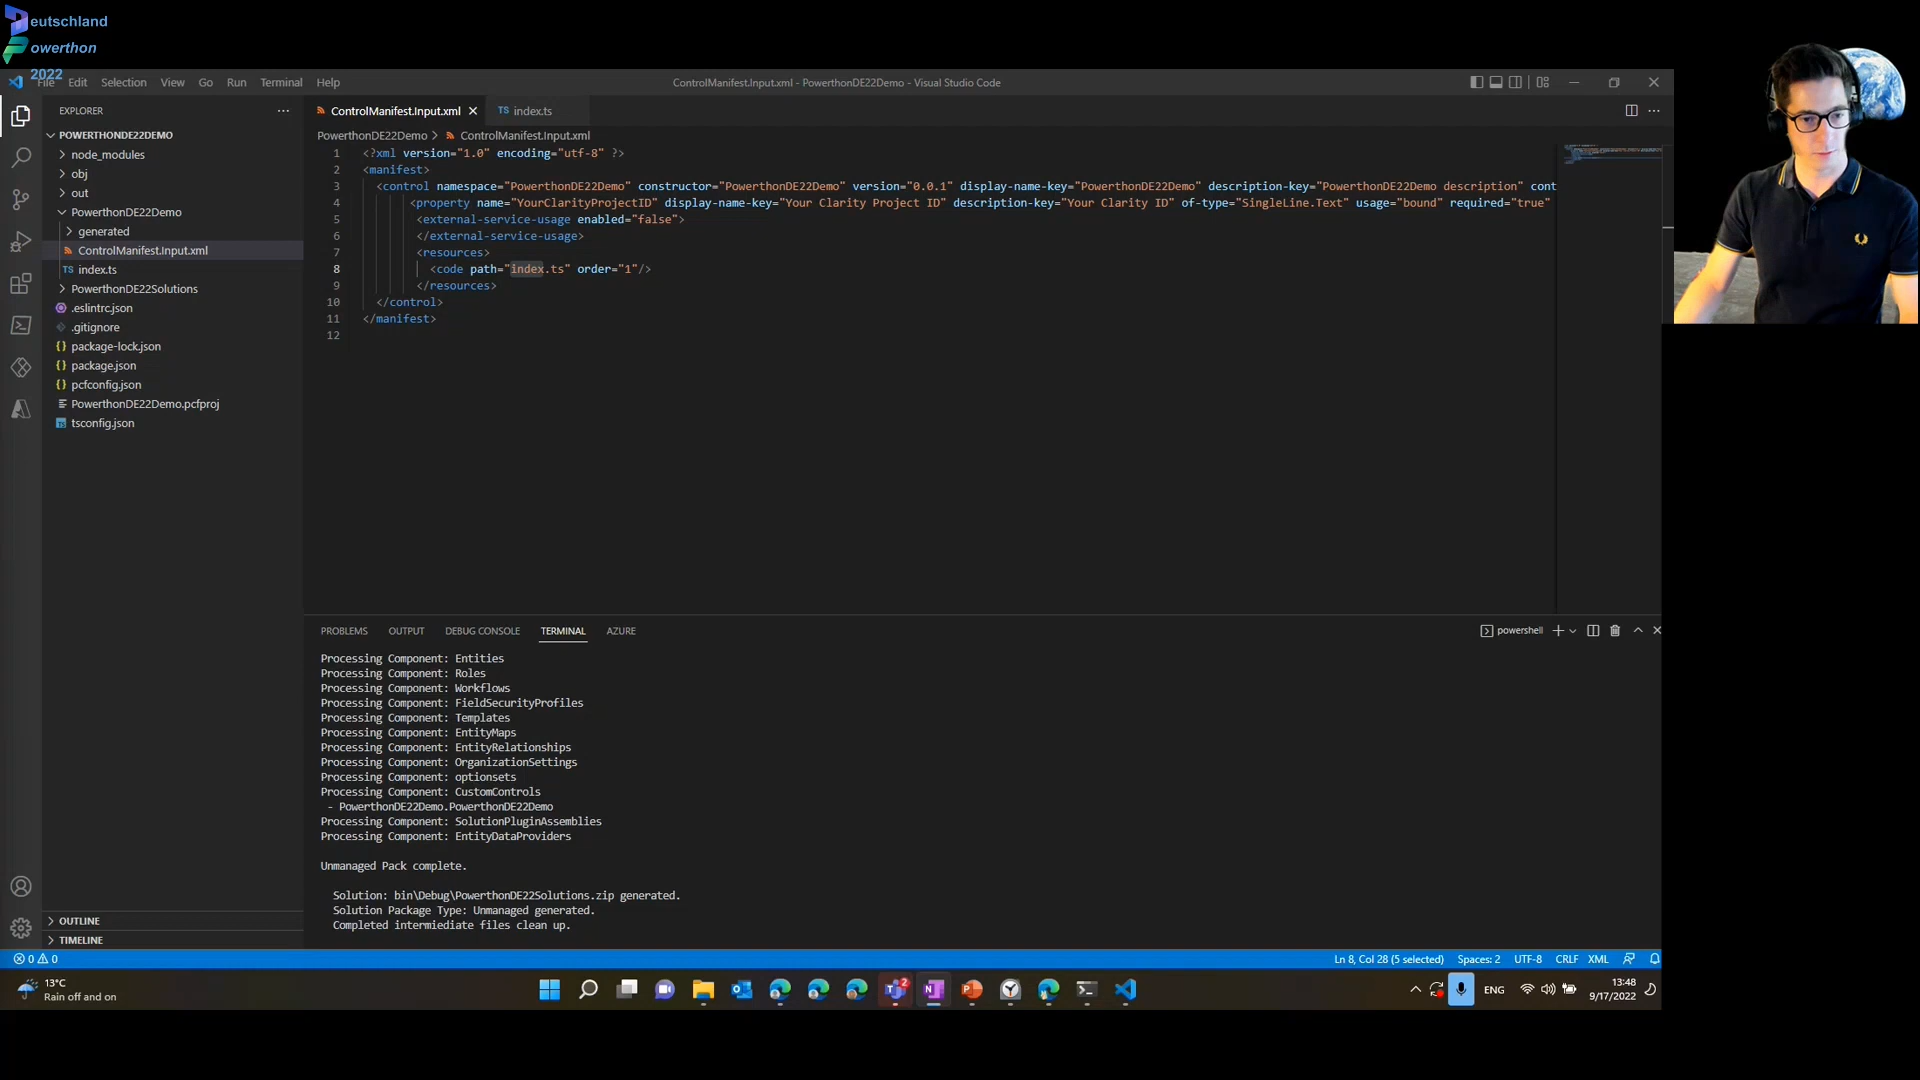 Deutschland
Powerthon
2022
File Edit Selection View Go Run Terminal Help
ControlManifest.Input.xml - PowerthonDE22Demo - Visual Studio Code
EXPLORER
POWERTHONDE22DEMO
node_modules
obj
out
PowerthonDE22Demo
generated
ControlManifest.Input.xml
TS index.ts
PowerthonDE22Solutions
.eslintrc.json
.gitignore
{} package-lock.json
{} package.json
{} pcfconfig.json
PowerthonDE22Demo.pcfproj
tsconfig.json
OUTLINE
TIMELINE
ControlManifest.Input.xml
TS index.ts
PowerthonDE22Demo > ControlManifest.Input.xml
1 <?xml version="1.0" encoding="utf-8" ?>
2 <manifest>
3 <control namespace="PowerthonDE22Demo" constructor="PowerthonDE22Demo" version="0.0.1" display-name-key="PowerthonDE22Demo" description-key="PowerthonDE22Demo description" cont
4 <property name="YourClarityProjectID" display-name-key="Your Clarity Project ID" description-key="Your Clarity ID" of-type="SingleLine.Text" usage="bound" required="true"
5 <external-service-usage enabled="false">
6 </external-service-usage>
7 <resources>
8 <code path="index.ts" order="1"/>
9 </resources>
10 </control>
11 </manifest>
12
PROBLEMS OUTPUT DEBUG CONSOLE TERMINAL AZURE
powershell
Processing Component: Entities
Processing Component: Roles
Processing Component: Workflows
Processing Component: FieldSecurityProfiles
Processing Component: Templates
Processing Component: EntityMaps
Processing Component: EntityRelationships
Processing Component: OrganizationSettings
Processing Component: optionsets
Processing Component: CustomControls
- PowerthonDE22Demo.PowerthonDE22Demo
Processing Component: SolutionPluginAssemblies
Processing Component: EntityDataProviders
Unmanaged Pack complete.
Solution: bin\Debug\PowerthonDE22Solutions.zip generated.
Solution Package Type: Unmanaged generated.
Completed intermiediate files clean up.
0 0
Ln 8, Col 28 (5 selected) Spaces: 2 UTF-8 CRLF XML
13°C
Rain off and on
2
ENG
13:48
9/17/2022